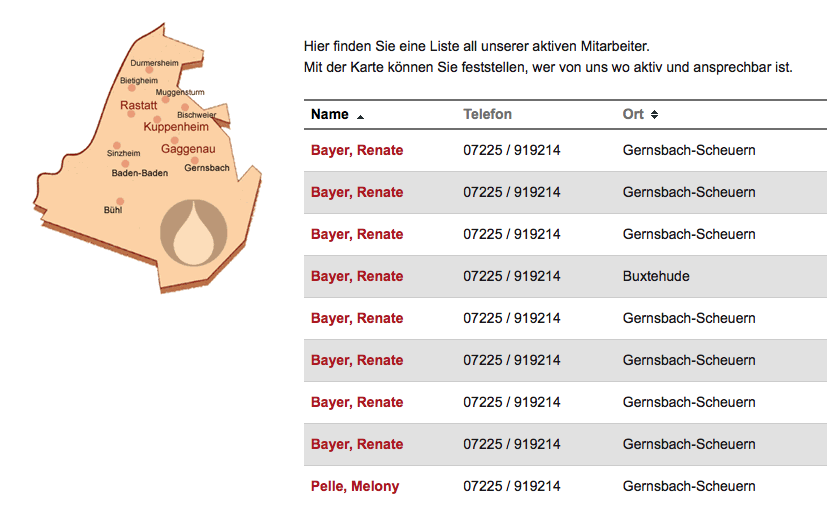 Durmersheim
Bietigheim
Muggensturm
Rastatt
Bischweier
Kuppenheim
Gaggenau
Sinzheim
Gernsbach
Baden-Baden
Bühl
Hier finden Sie eine Liste all unserer aktiven Mitarbeiter.
Mit der Karte können Sie feststellen, wer von uns wo aktiv und ansprechbar ist.
Name Telefon Ort
Bayer, Renate 07225 / 919214 Gernsbach-Scheuern
Bayer, Renate 07225 / 919214 Gernsbach-Scheuern
Bayer, Renate 07225 / 919214 Gernsbach-Scheuern
Bayer, Renate 07225 / 919214 Buxtehude
Bayer, Renate 07225 / 919214 Gernsbach-Scheuern
Bayer, Renate 07225 / 919214 Gernsbach-Scheuern
Bayer, Renate 07225 / 919214 Gernsbach-Scheuern
Bayer, Renate 07225 / 919214 Gernsbach-Scheuern
Pelle, Melony 07225 / 919214 Gernsbach-Scheuern